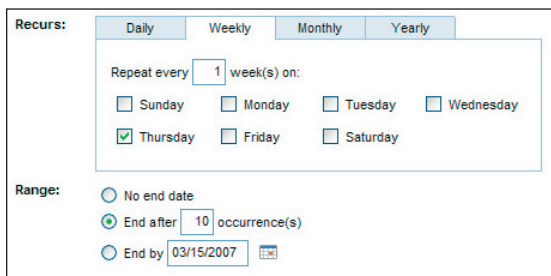 Recurs: Daily Weekly Monthly Yearly
Repeat every 1 week(s) on:
Sunday Monday Tuesday Wednesday
Thursday Friday Saturday
Range: No end date
End after 10 occurrence(s)
End by 03/15/2007